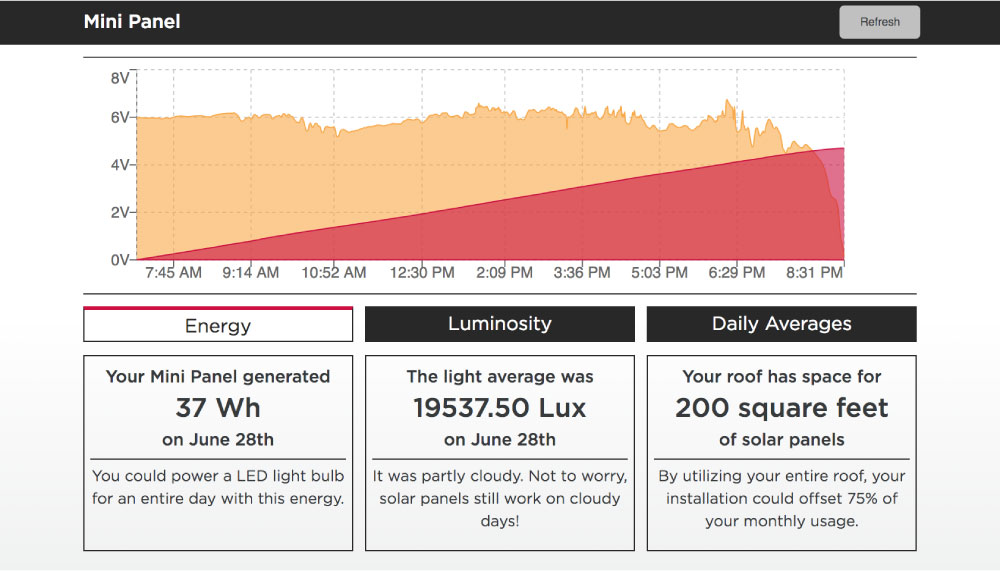 Mini Panel
Refresh
8V
6V
4V
2V
0V
7:45 AM 9:14 AM 10:52 AM 12:30 PM 2:09 PM 3:36 PM 5:03 PM 6:29 PM 8:31 PM
Energy
Luminosity
Daily Averages
Your Mini Panel generated
37 Wh
on June 28th
You could power a LED light bulb
for an entire day with this energy.
The light average was
19537.50 Lux
on June 28th
It was partly cloudy. Not to worry,
solar panels still work on cloudy
days!
Your roof has space for
200 square feet
of solar panels
By utilizing your entire roof, your
installation could offset 75% of
your monthly usage.